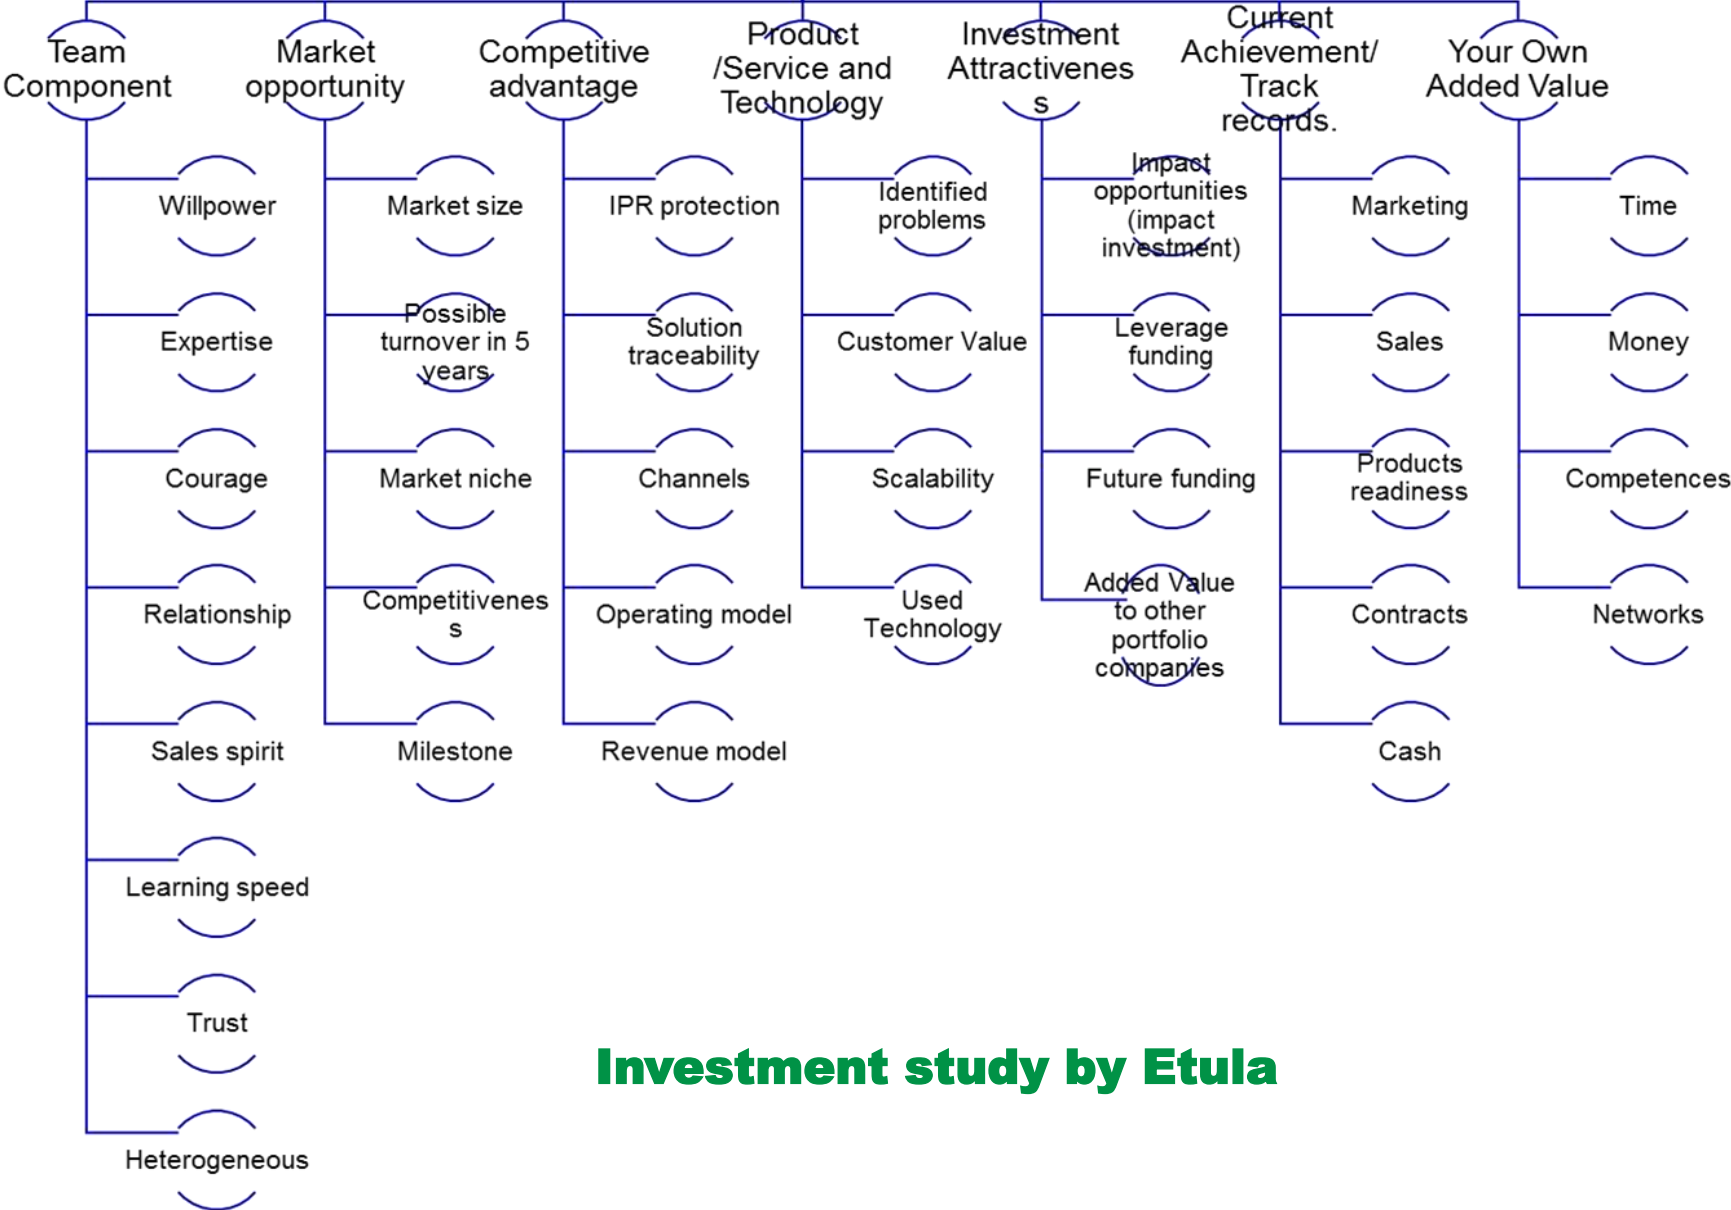 Team
Component
Willpower
Expertise
Courage
Relationship
Sales spirit
Learning speed
Trust
Heterogeneous
Market
opportunity
Market size
Possible
turnover in 5
years
Market niche
Competitivenes
s
Milestone
Competitive
advantage
IPR protection
Solution
traceability
Channels
Operating model
Revenue model
Product
/Service and
Technology
Identified
problems
Customer Value
Scalability
Used
Technology
Investment
Attractivenes
s
Impact
opportunities
(impact
investment)
Leverage
funding
Future funding
Added Value
to other
portfolio
companies
Current
Achievement/
Track
records.
Marketing
Sales
Products
readiness
Contracts
Cash
Your Own
Added Value
Time
Money
Competences
Networks
Investment study by Etula